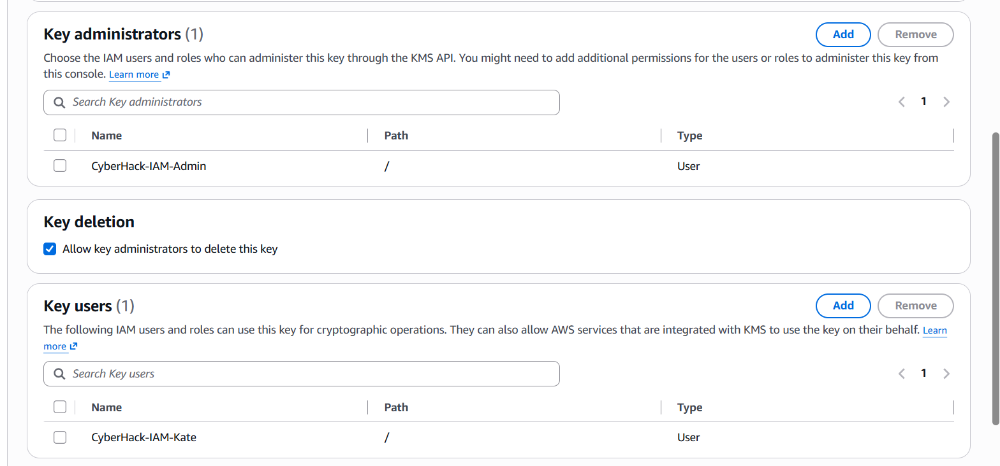 Key administrators (1)
Add
Remove
Choose the IAM users and roles who can administer this key through the KMS API. You might need to add additional permissions for the users or roles to administer this key from
this console. Learn more
Search Key administrators
1
Name Path Type
CyberHack-IAM-Admin / User
Key deletion
Allow key administrators to delete this key
Key users (1)
Add
Remove
The following IAM users and roles can use this key for cryptographic operations. They can also allow AWS services that are integrated with KMS to use the key on their behalf. Learn
more
Search Key users
1
Name Path Type
CyberHack-IAM-Kate / User